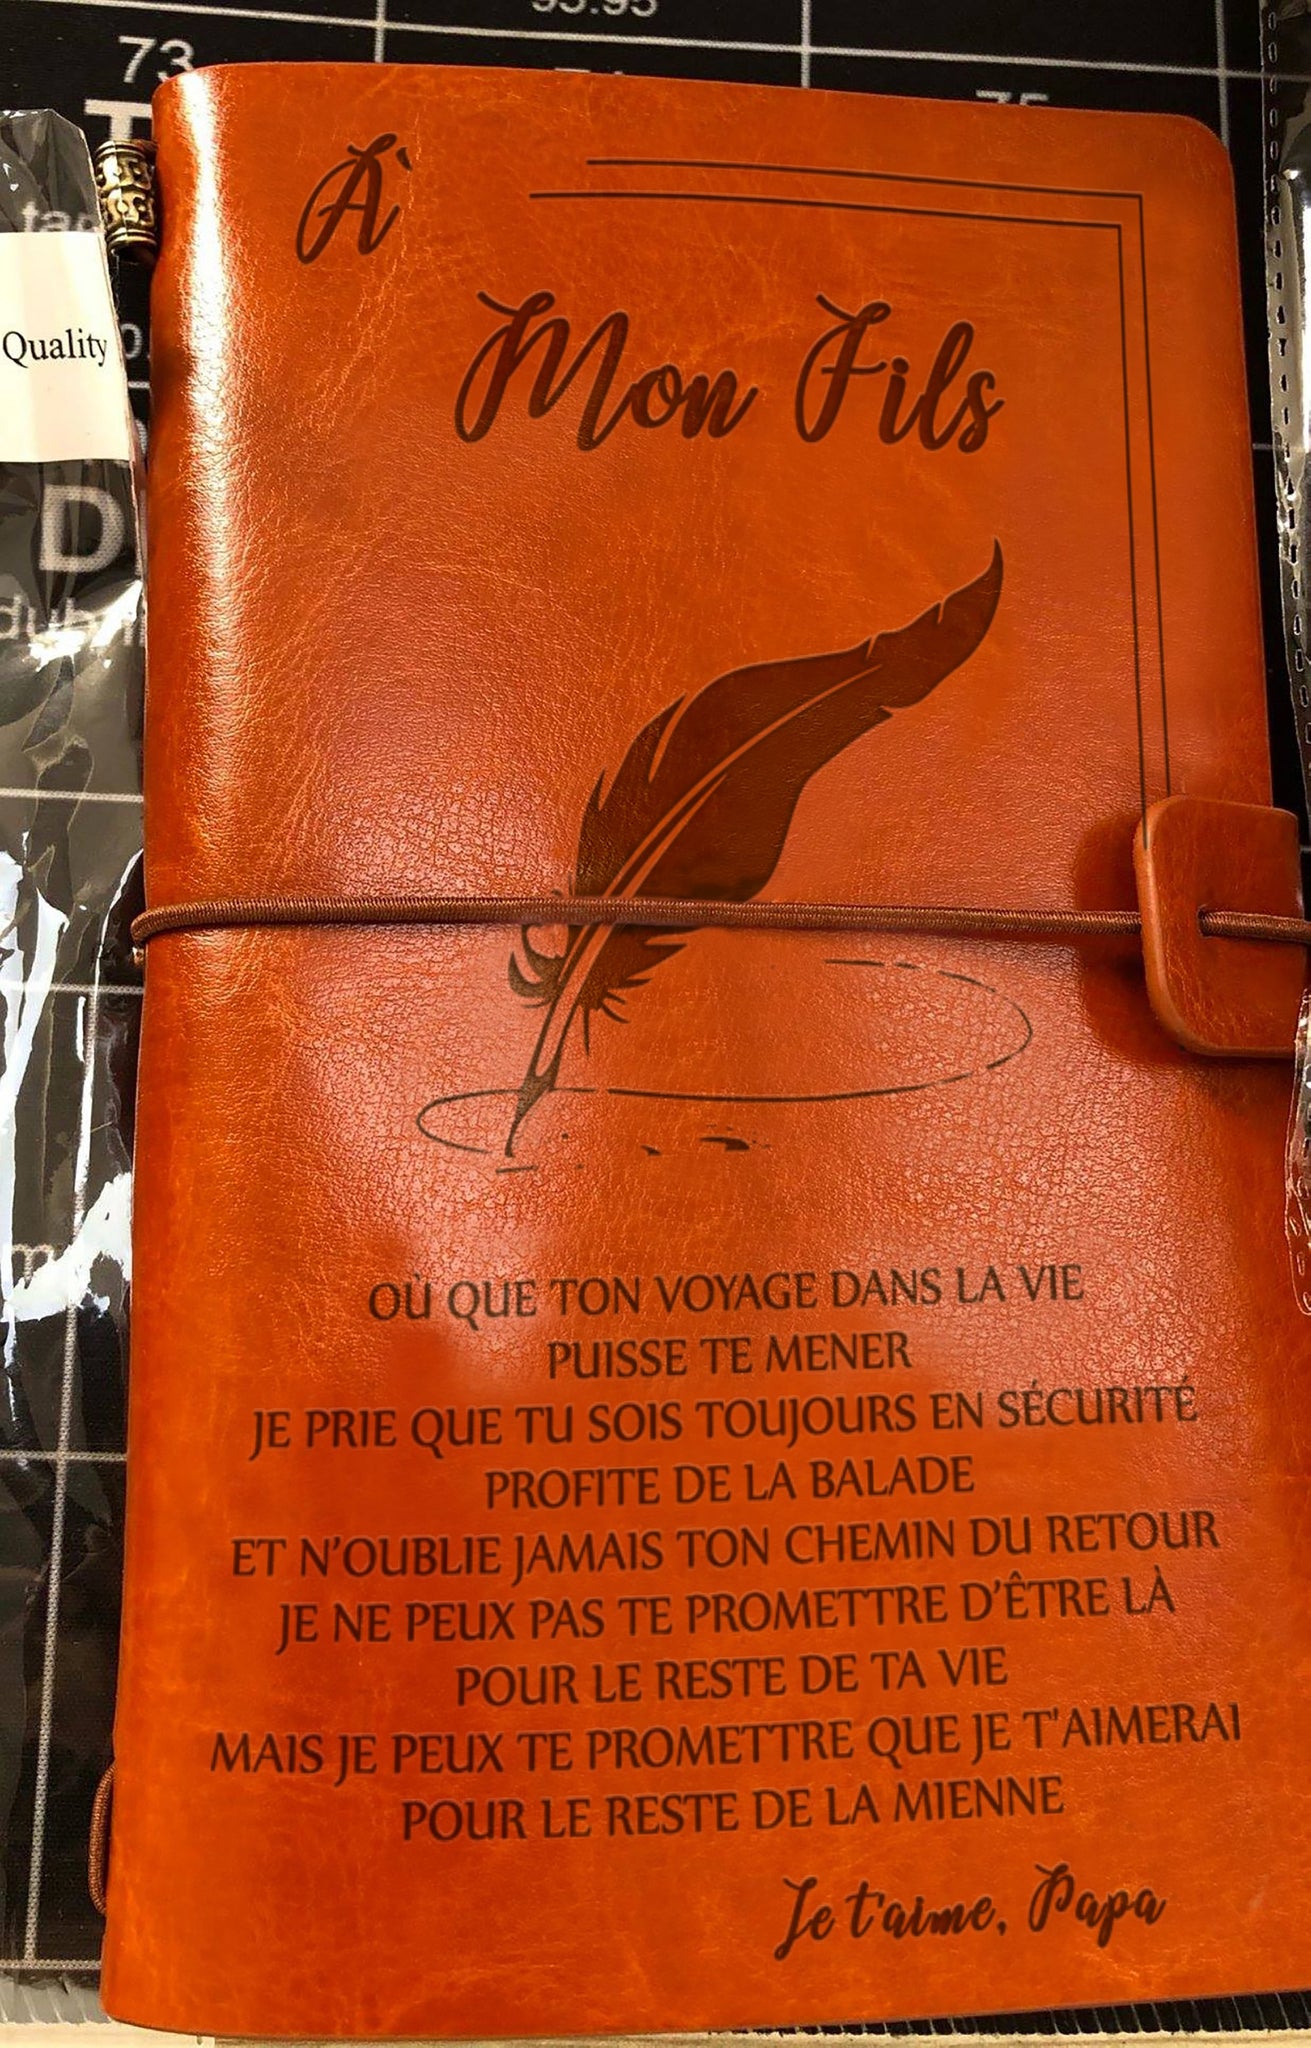 95.95
73
75
Quality
À
Mon Fils
OÙ QUE TON VOYAGE DANS LA VIE
PUISSE TE MENER
JE PRIE QUE TU SOIS TOUJOURS EN SÉCURITÉ
PROFITE DE LA BALADE
ET N’OUBLIE JAMAIS TON CHEMIN DU RETOUR
JE NE PEUX PAS TE PROMETTRE D’ÊTRE LÀ
POUR LE RESTE DE TA VIE
MAIS JE PEUX TE PROMETTRE QUE JE T'AIMERAI
POUR LE RESTE DE LA MIENNE
Je t'aime, Papa